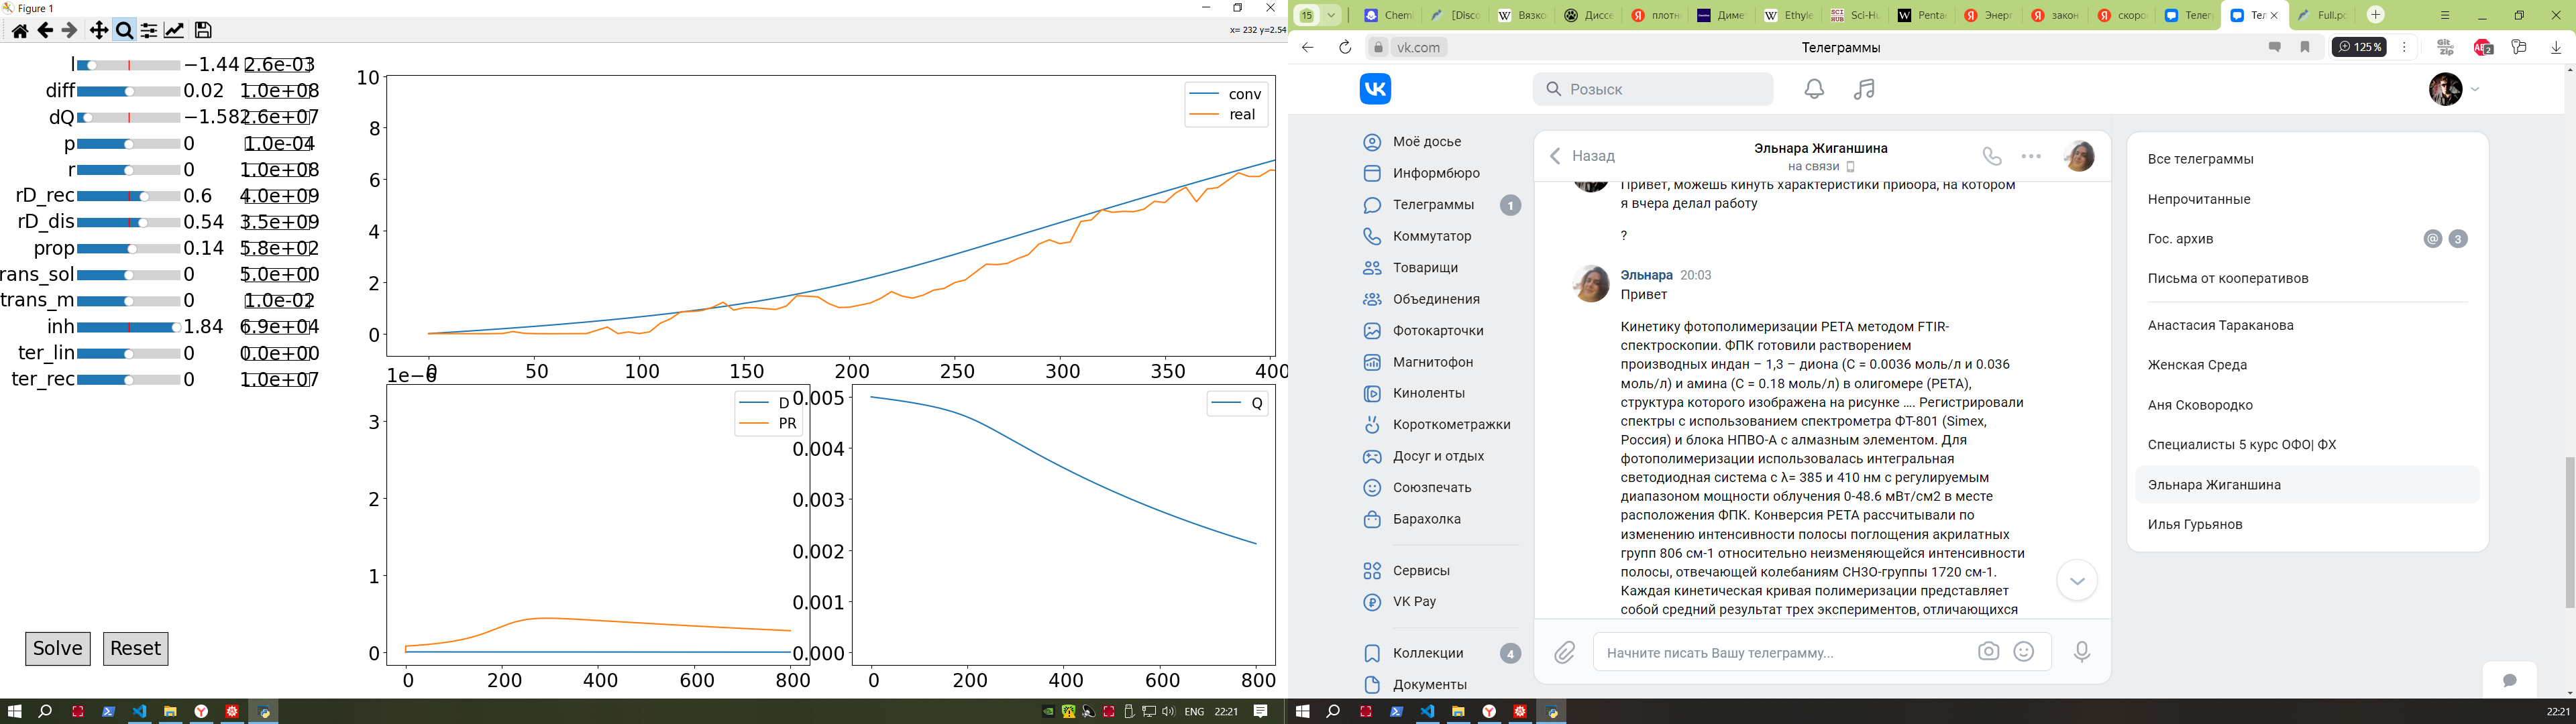 Figure 1
x= 232 y=2.54
l −1.44 2.6e-03
diff 0.02 1.0e+08
dQ −1.58 2.6e+07
p 0 1.0e-04
r 0 1.0e+08
rD_rec 0.6 4.0e+09
rD_dis 0.54 3.5e+09
prop 0.14 5.8e+02
rans_sol 0 5.0e+00
trans_m 0 1.0e-02
inh 1.84 6.9e+04
ter_lin 0 0.0e+00
ter_rec 0 1.0e+07
Solve Reset
10
8
6
4
2
0
conv
real
0 50 100 150 200 250 300 350 400
1e−6
3
2
1
0
D
PR
0 200 400 600 800
0.005
0.004
0.003
0.002
0.001
0.000
Q
0 200 400 600 800
ENG 22:21
15
Chemi
[Disco
Вязко
Диссе
плотн
Диме
Ethyle
Sci-Hu
Penta
Энерг
закон
скоро
Телег
Тел
Full.pd
vk.com
Телеграммы
125 %
Git Zip
2
Розыск
Моё досье
Информбюро
Телеграммы 1
Коммутатор
Товарищи
Объединения
Фотокарточки
Магнитофон
Киноленты
Короткометражки
Досуг и отдых
Союзпечать
Барахолка
Сервисы
VK Pay
Коллекции 4
Документы
Назад
Эльнара Жиганшина
на связи
Привет, можешь кинуть характеристики прибора, на котором
я вчера делал работу
?
Эльнара 20:03
Привет
Кинетику фотополимеризации PETA методом FTIR-
спектроскопии. ФПК готовили растворением
производных индан – 1,3 – диона (С = 0.0036 моль/л и 0.036
моль/л) и амина (С = 0.18 моль/л) в олигомере (PETA),
структура которого изображена на рисунке .... Регистрировали
спектры с использованием спектрометра ФТ-801 (Simex,
Россия) и блока НПВО-А с алмазным элементом. Для
фотополимеризации использовалась интегральная
светодиодная система с λ= 385 и 410 нм с регулируемым
диапазоном мощности облучения 0-48.6 мВт/см2 в месте
расположения ФПК. Конверсия PETA рассчитывали по
изменению интенсивности полосы поглощения акрилатных
групп 806 см-1 относительно неизменяющейся интенсивности
полосы, отвечающей колебаниям CH3O-группы 1720 см-1.
Каждая кинетическая кривая полимеризации представляет
собой средний результат трех экспериментов, отличающихся
Начните писать Вашу телеграмму...
Все телеграммы
Непрочитанные
Гос. архив @ 3
Письма от кооперативов
Анастасия Тараканова
Женская Среда
Аня Сковородко
Специалисты 5 курс ОФО| ФХ
Эльнара Жиганшина
Илья Гурьянов
22:21